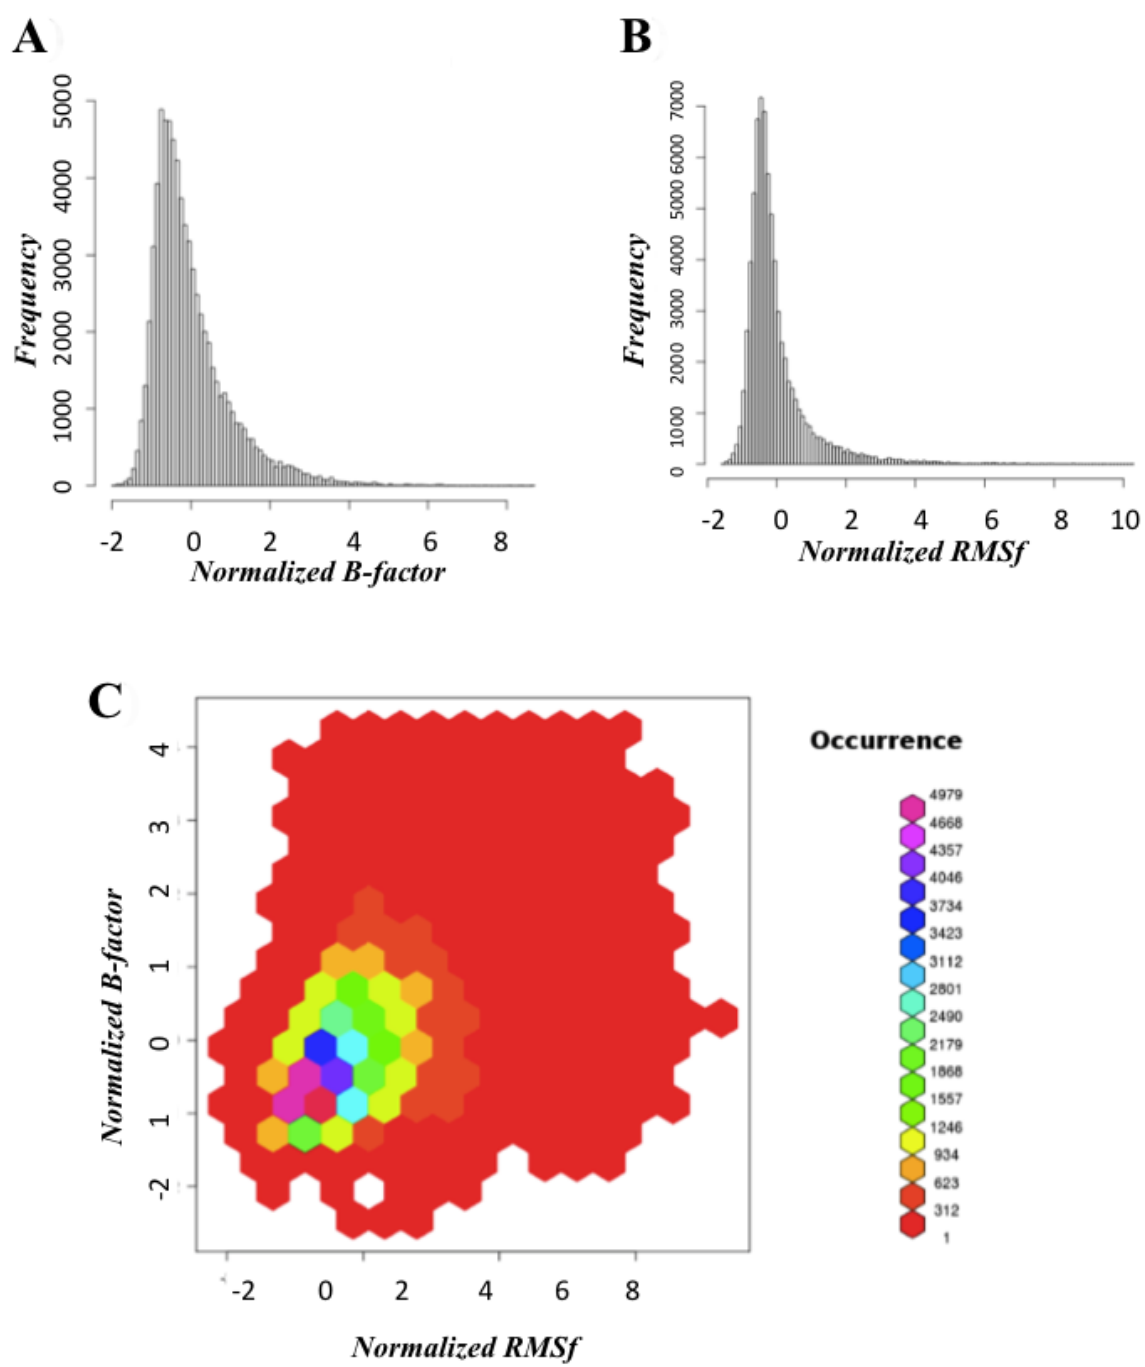 A
B
5000
4000
3000
2000
1000
0
Frequency
-2 0 2 4 6 8
Normalized B-factor
7000
6000
5000
4000
3000
2000
1000
0
Frequency
-2 0 2 4 6 8 10
Normalized RMSf
C
4
3
2
1
0
1
-2
Normalized B-factor
-2 0 2 4 6 8
Normalized RMSf
Occurrence
4979
4668
4357
4046
3734
3423
3112
2801
2490
2179
1868
1557
1246
934
623
312
1